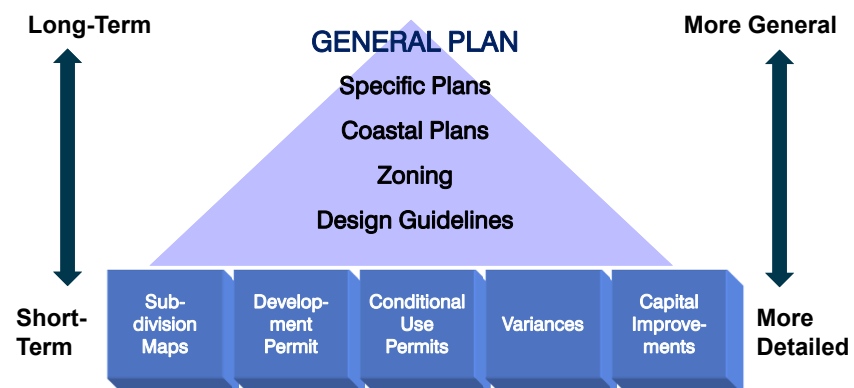 Long-Term
More General
GENERAL PLAN
Specific Plans
Coastal Plans
Zoning
Design Guidelines
Short-
Term
Sub-
division
Maps
Develop-
ment
Permit
Conditional
Use
Permits
Variances
Capital
Improve-
ments
More
Detailed